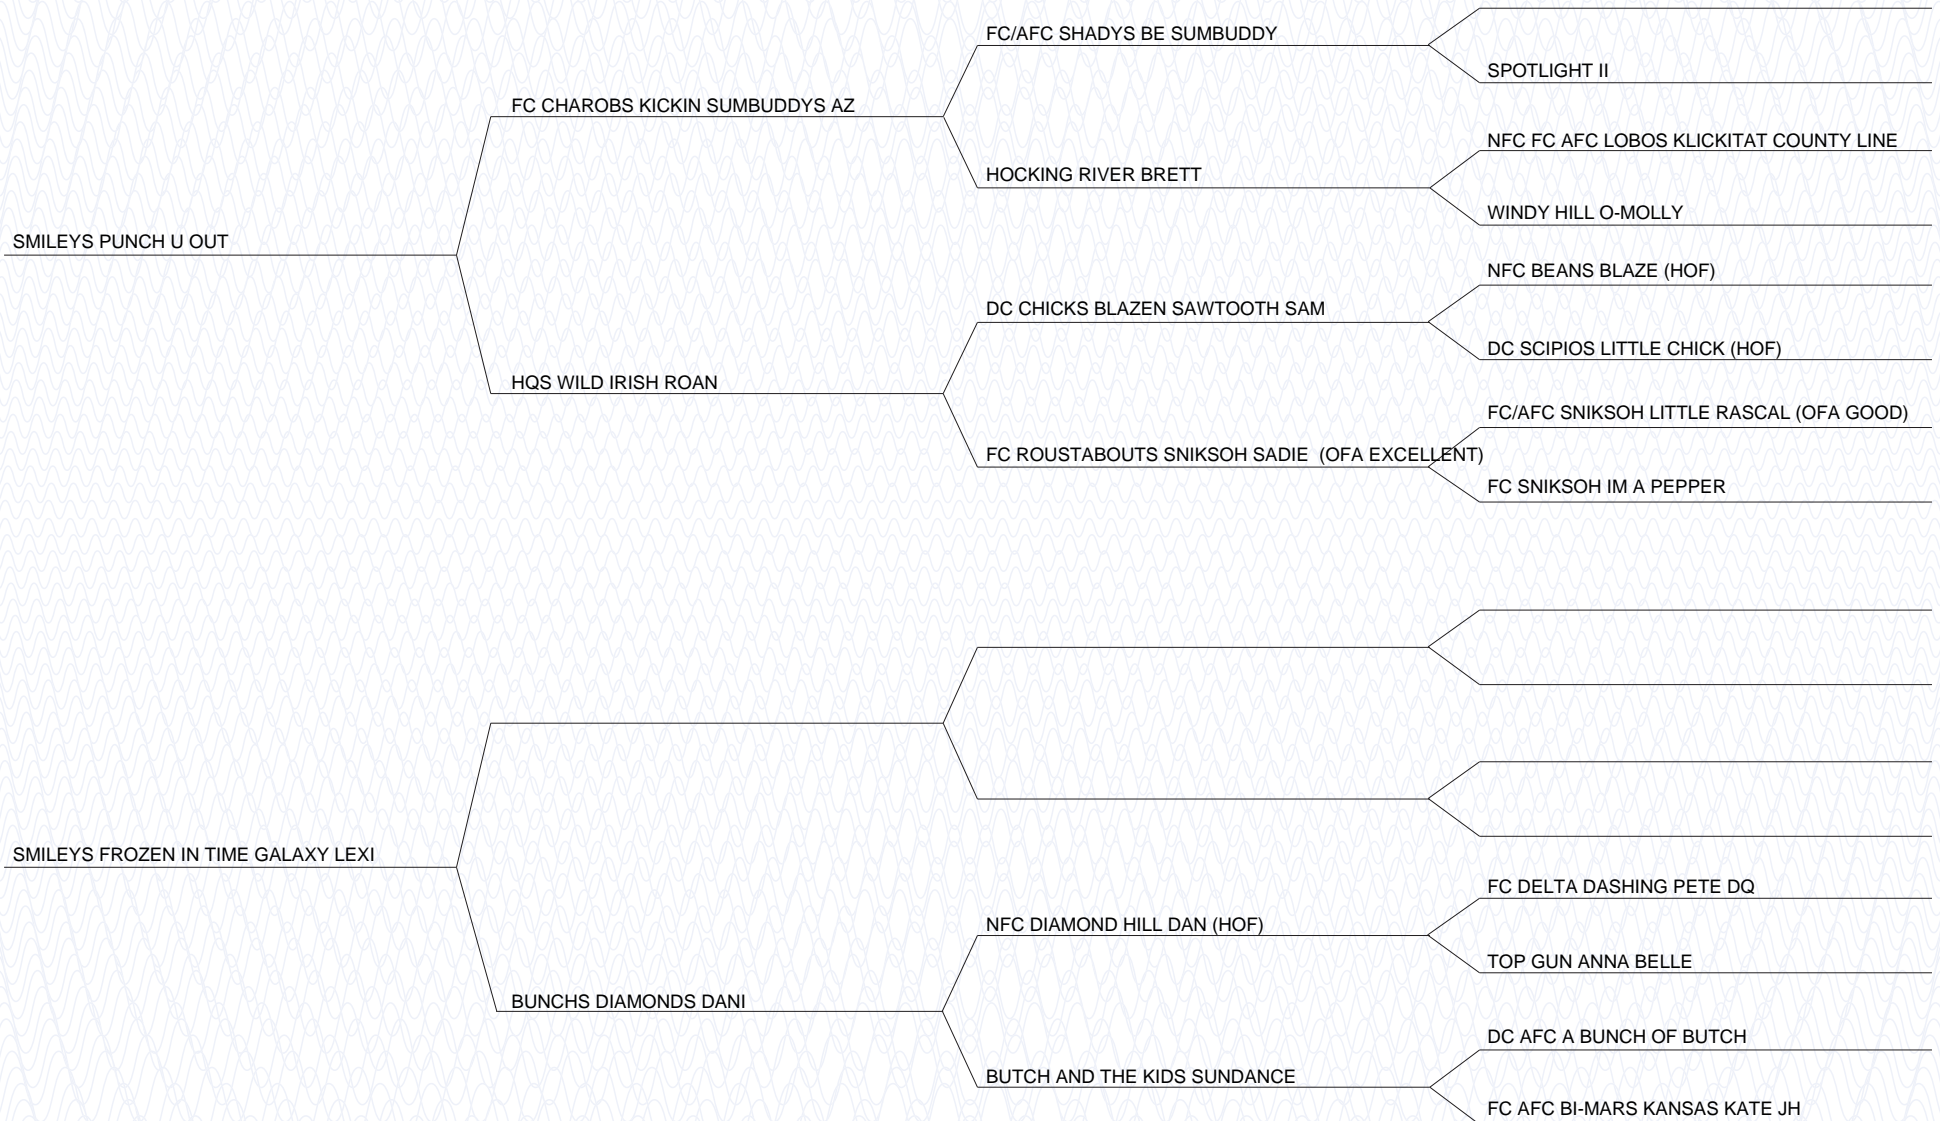 FC/AFC SHADYS BE SUMBUDDY
SPOTLIGHT II
FC CHAROBS KICKIN SUMBUDDYS AZ
NFC FC AFC LOBOS KLICKITAT COUNTY LINE
HOCKING RIVER BRETT
WINDY HILL O-MOLLY
SMILEYS PUNCH U OUT
NFC BEANS BLAZE (HOF)
DC CHICKS BLAZEN SAWTOOTH SAM
DC SCIPIOS LITTLE CHICK (HOF)
HQS WILD IRISH ROAN
FC/AFC SNIKSOH LITTLE RASCAL (OFA GOOD)
FC ROUSTABOUTS SNIKSOH SADIE  (OFA EXCELLENT)
FC SNIKSOH IM A PEPPER
SMILEYS FROZEN IN TIME GALAXY LEXI
FC DELTA DASHING PETE DQ
NFC DIAMOND HILL DAN (HOF)
TOP GUN ANNA BELLE
BUNCHS DIAMONDS DANI
DC AFC A BUNCH OF BUTCH
BUTCH AND THE KIDS SUNDANCE
FC AFC BI-MARS KANSAS KATE JH